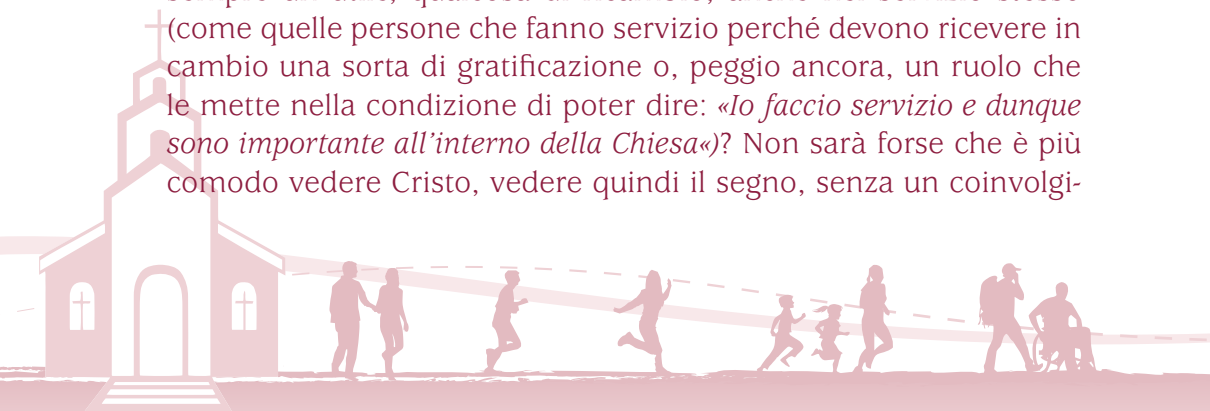 (come quelle persone che fanno servizio perché devono ricevere in
cambio una sorta di gratificazione o, peggio ancora, un ruolo che
le mette nella condizione di poter dire: «Io faccio servizio e dunque
sono importante all’interno della Chiesa«)? Non sarà forse che è più
comodo vedere Cristo, vedere quindi il segno, senza un coinvolgi-